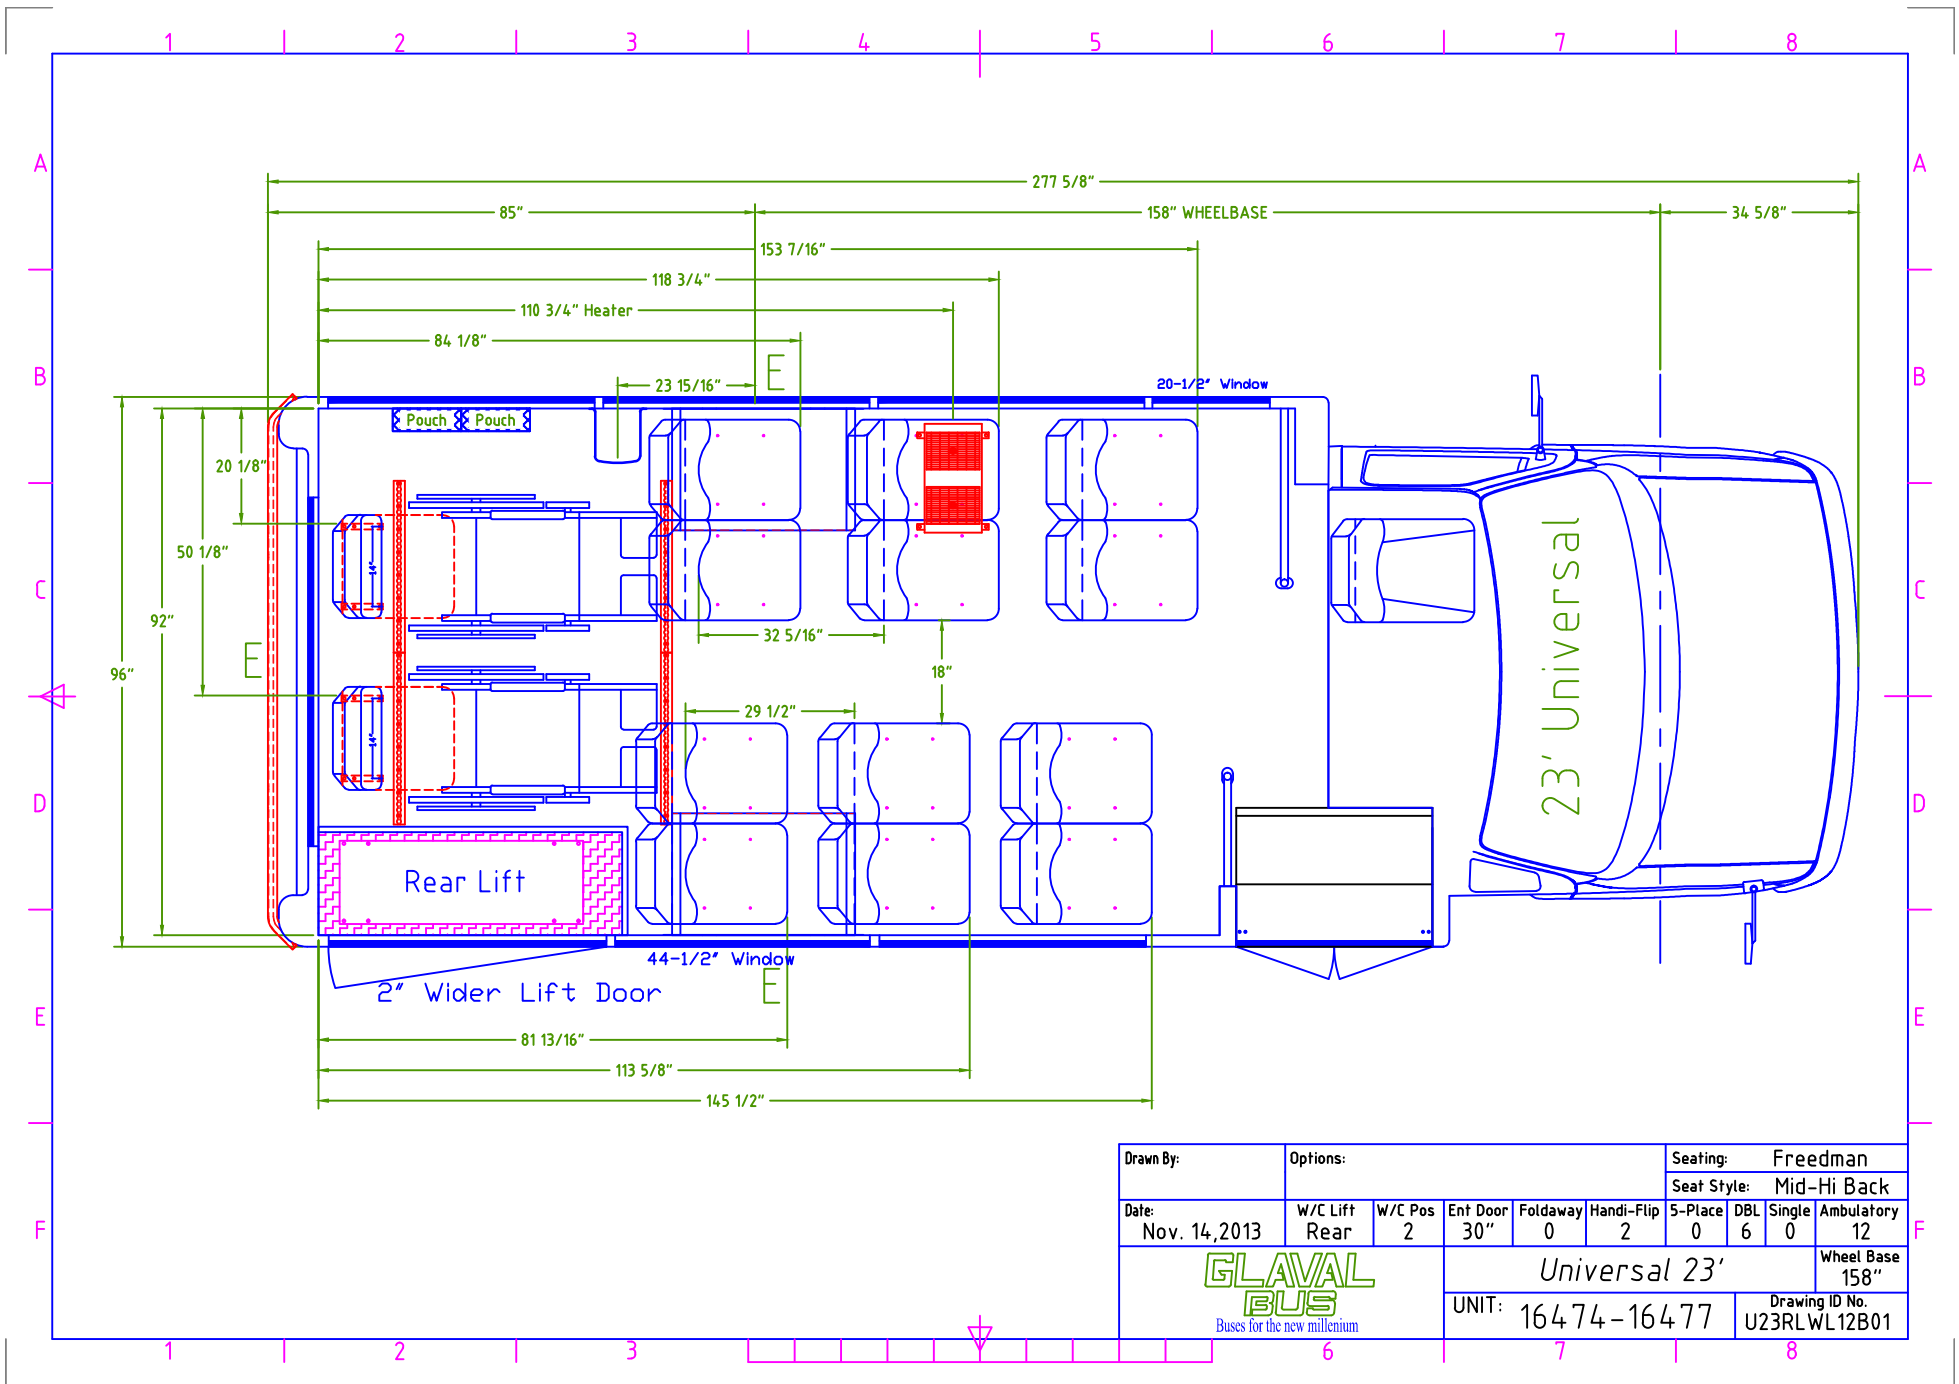 1 2 3 4 5 6 7 8
A A
277 5/8"
85" 158" WHEELBASE 34 5/8"
153 7/16"
118 3/4"
110 3/4" Heater
84 1/8"
E
B B
23 15/16" 20-1/2" Window
Pouch Pouch
20 1/8"
50 1/8"
14"
C C
92"
32 5/16"
E
96"
18"
23' Universal
29 1/2"
14"
D D
Rear Lift
44-1/2" Window
E
2" Wider Lift Door
E E
81 13/16"
113 5/8"
145 1/2"
Drawn By: Options: Seating: Freedman
Seat Style: Mid-Hi Back
Date: W/C Lift W/C Pos Ent Door Foldaway Handi-Flip 5-Place DBL Single Ambulatory
Nov. 14,2013 Rear 2 30" 0 2 0 6 0 12
F F
GLAVAL
BUS
Buses for the new millenium
Universal 23'
Wheel Base
158"
UNIT: 16474-16477
Drawing ID No.
U23RLWL12B01
1 2 3 6 7 8